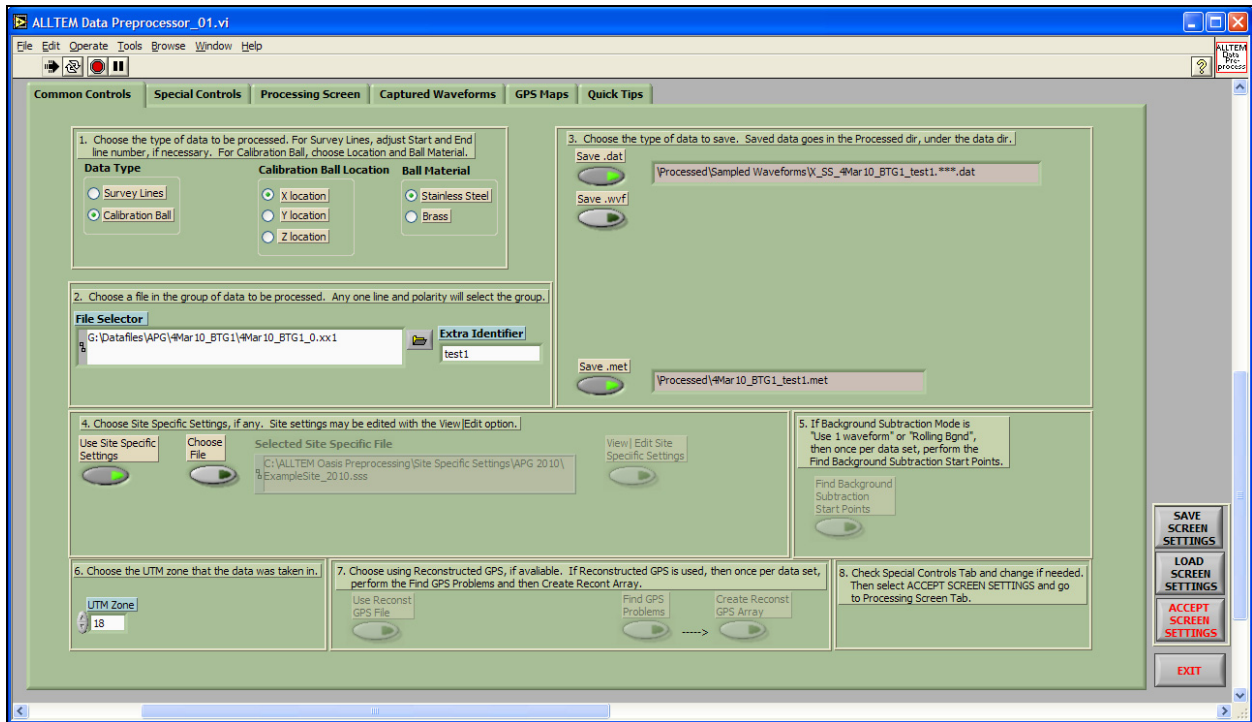 ALLTEM Data Preprocessor_01.vi
File Edit Operate Tools Browse Window Help
ALLTEM
Data
Pre-
process
Common Controls Special Controls Processing Screen Captured Waveforms GPS Maps Quick Tips
1. Choose the type of data to be processed. For Survey Lines, adjust Start and End
line number, if necessary. For Calibration Ball, choose Location and Ball Material.
Data Type
Survey Lines
Calibration Ball
Calibration Ball Location
X location
Y location
Z location
Ball Material
Stainless Steel
Brass
2. Choose a file in the group of data to be processed. Any one line and polarity will select the group.
File Selector
G:\Datafiles\APG\4Mar10_BTG1\4Mar10_BTG1_0.xx1
Extra Identifier
test1
3. Choose the type of data to save. Saved data goes in the Processed dir, under the data dir.
Save .dat
\Processed\Sampled Waveforms\X_SS_4Mar10_BTG1_test1.***.dat
Save .wvf
Save .met
\Processed\4Mar10_BTG1_test1.met
4. Choose Site Specific Settings, if any. Site settings may be edited with the View|Edit option.
Use Site Specific
Settings
Choose
File
Selected Site Specific File
C:\ALLTEM Oasis Preprocessing\Site Specific Settings\APG 2010\
ExampleSite_2010.sss
View| Edit Site
Specific Settings
5. If Background Subtraction Mode is
"Use 1 waveform" or "Rolling Bgnd",
then once per data set, perform the
Find Background Subtraction Start Points.
Find Background
Subtraction
Start Points
6. Choose the UTM zone that the data was taken in.
UTM Zone
18
7. Choose using Reconstructed GPS, if avaliable. If Reconstructed GPS is used, then once per data set,
perform the Find GPS Problems and then Create Recont Array.
Use Reconst
GPS File
Find GPS
Problems
----->
Create Reconst
GPS Array
8. Check Special Controls Tab and change if needed.
Then select ACCEPT SCREEN SETTINGS and go
to Processing Screen Tab.
SAVE
SCREEN
SETTINGS
LOAD
SCREEN
SETTINGS
ACCEPT
SCREEN
SETTINGS
EXIT